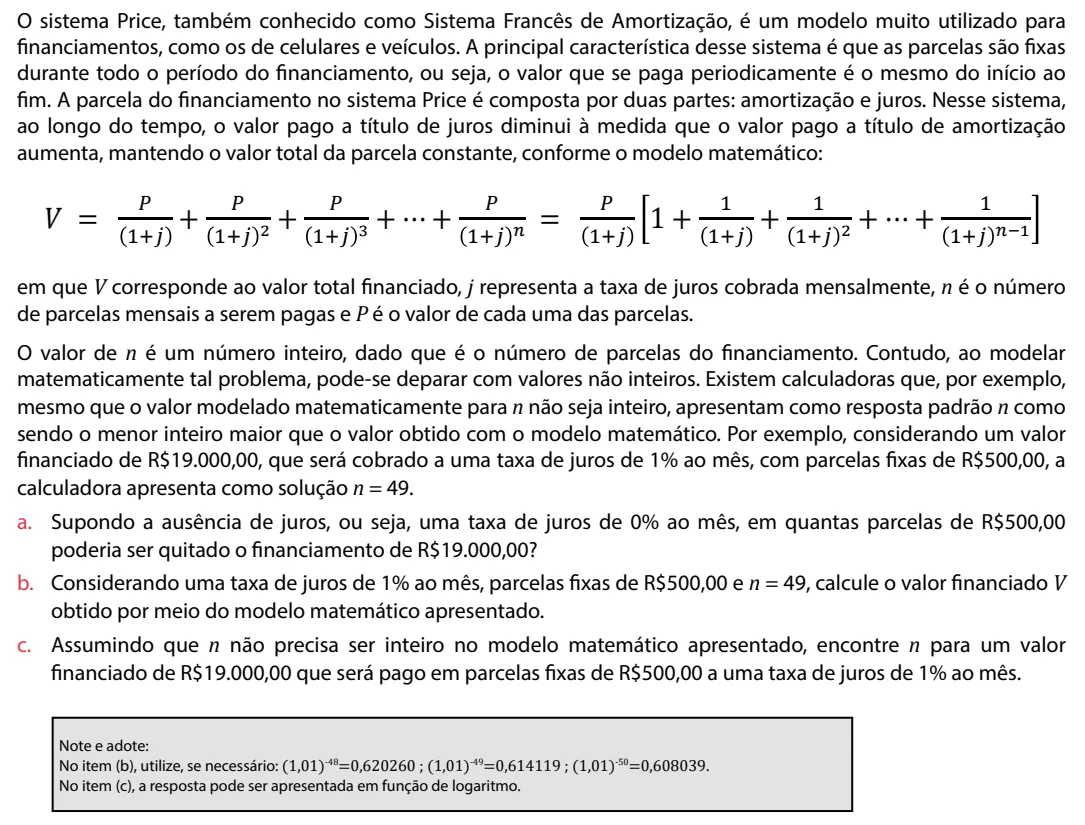 O sistema Price, também conhecido como Sistema Francês de Amortização, é um modelo muito utilizado para
financiamentos, como os de celulares e veículos. A principal característica desse sistema é que as parcelas são fixas
durante todo o período do financiamento, ou seja, o valor que se paga periodicamente é o mesmo do início ao
fim. A parcela do financiamento no sistema Price é composta por duas partes: amortização e juros. Nesse sistema,
ao longo do tempo, o valor pago a título de juros diminui à medida que o valor pago a título de amortização
aumenta, mantendo o valor total da parcela constante, conforme o modelo matemático:
V = P/(1+j) + P/(1+j)² + P/(1+j)³ + ⋯ + P/(1+j)ⁿ = P/(1+j) [1 + 1/(1+j) + 1/(1+j)² + ⋯ + 1/(1+j)ⁿ⁻¹]
em que V corresponde ao valor total financiado, j representa a taxa de juros cobrada mensalmente, n é o número
de parcelas mensais a serem pagas e P é o valor de cada uma das parcelas.
O valor de n é um número inteiro, dado que é o número de parcelas do financiamento. Contudo, ao modelar
matematicamente tal problema, pode-se deparar com valores não inteiros. Existem calculadoras que, por exemplo,
mesmo que o valor modelado matematicamente para n não seja inteiro, apresentam como resposta padrão n como
sendo o menor inteiro maior que o valor obtido com o modelo matemático. Por exemplo, considerando um valor
financiado de R$19.000,00, que será cobrado a uma taxa de juros de 1% ao mês, com parcelas fixas de R$500,00, a
calculadora apresenta como solução n = 49.
a. Supondo a ausência de juros, ou seja, uma taxa de juros de 0% ao mês, em quantas parcelas de R$500,00
poderia ser quitado o financiamento de R$19.000,00?
b. Considerando uma taxa de juros de 1% ao mês, parcelas fixas de R$500,00 e n = 49, calcule o valor financiado V
obtido por meio do modelo matemático apresentado.
c. Assumindo que n não precisa ser inteiro no modelo matemático apresentado, encontre n para um valor
financiado de R$19.000,00 que será pago em parcelas fixas de R$500,00 a uma taxa de juros de 1% ao mês.
Note e adote:
No item (b), utilize, se necessário: (1,01)⁻⁴⁸=0,620260 ; (1,01)⁻⁴⁹=0,614119 ; (1,01)⁻⁵⁰=0,608039.
No item (c), a resposta pode ser apresentada em função de logaritmo.